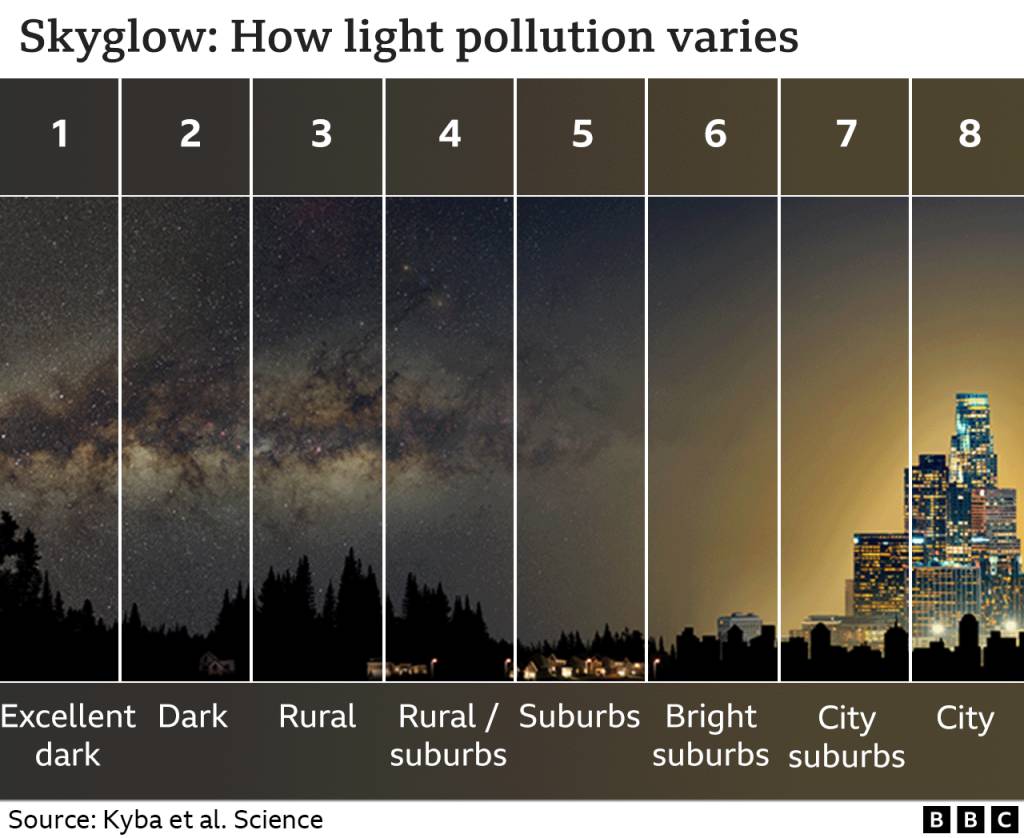 Skyglow: How light pollution varies
1 2 3 4 5 6 7 8
Excellent dark
Dark
Rural
Rural / suburbs
Suburbs
Bright suburbs
City suburbs
City
Source: Kyba et al. Science
BBC